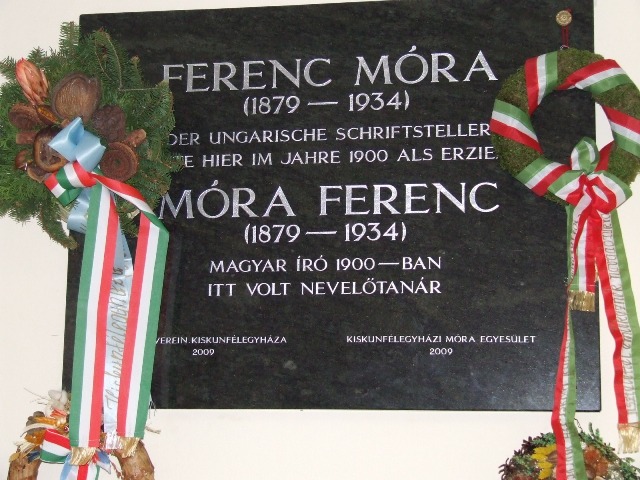 FERENC MÓRA
(1879 — 1934)
DER UNGARISCHE SCHRIFTSTELLER
HIER IM JAHRE 1900 ALS
MÓRA FERENC
(1879 — 1934)
MAGYAR ÍRÓ 1900—BAN
ITT VOLT NEVELŐTANÁR
VEREIN KISKUNFÉLEGYHÁZA
2009
KISKUNFÉLEGYHÁZI MÓRA EGYESÜLET
2009